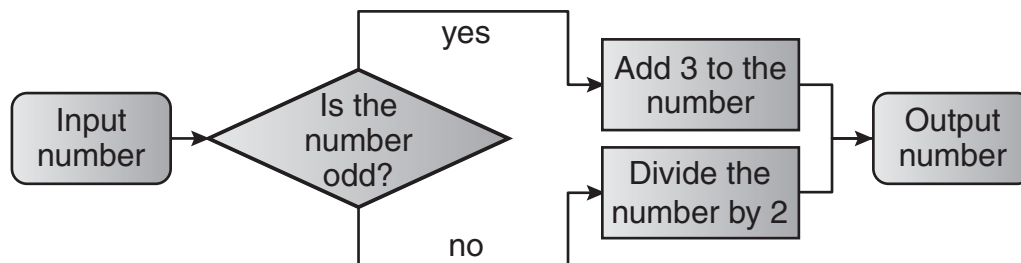 Input
number
Is the
number
odd?
yes
Add 3 to the
number
no
Divide the
number by 2
Output
number